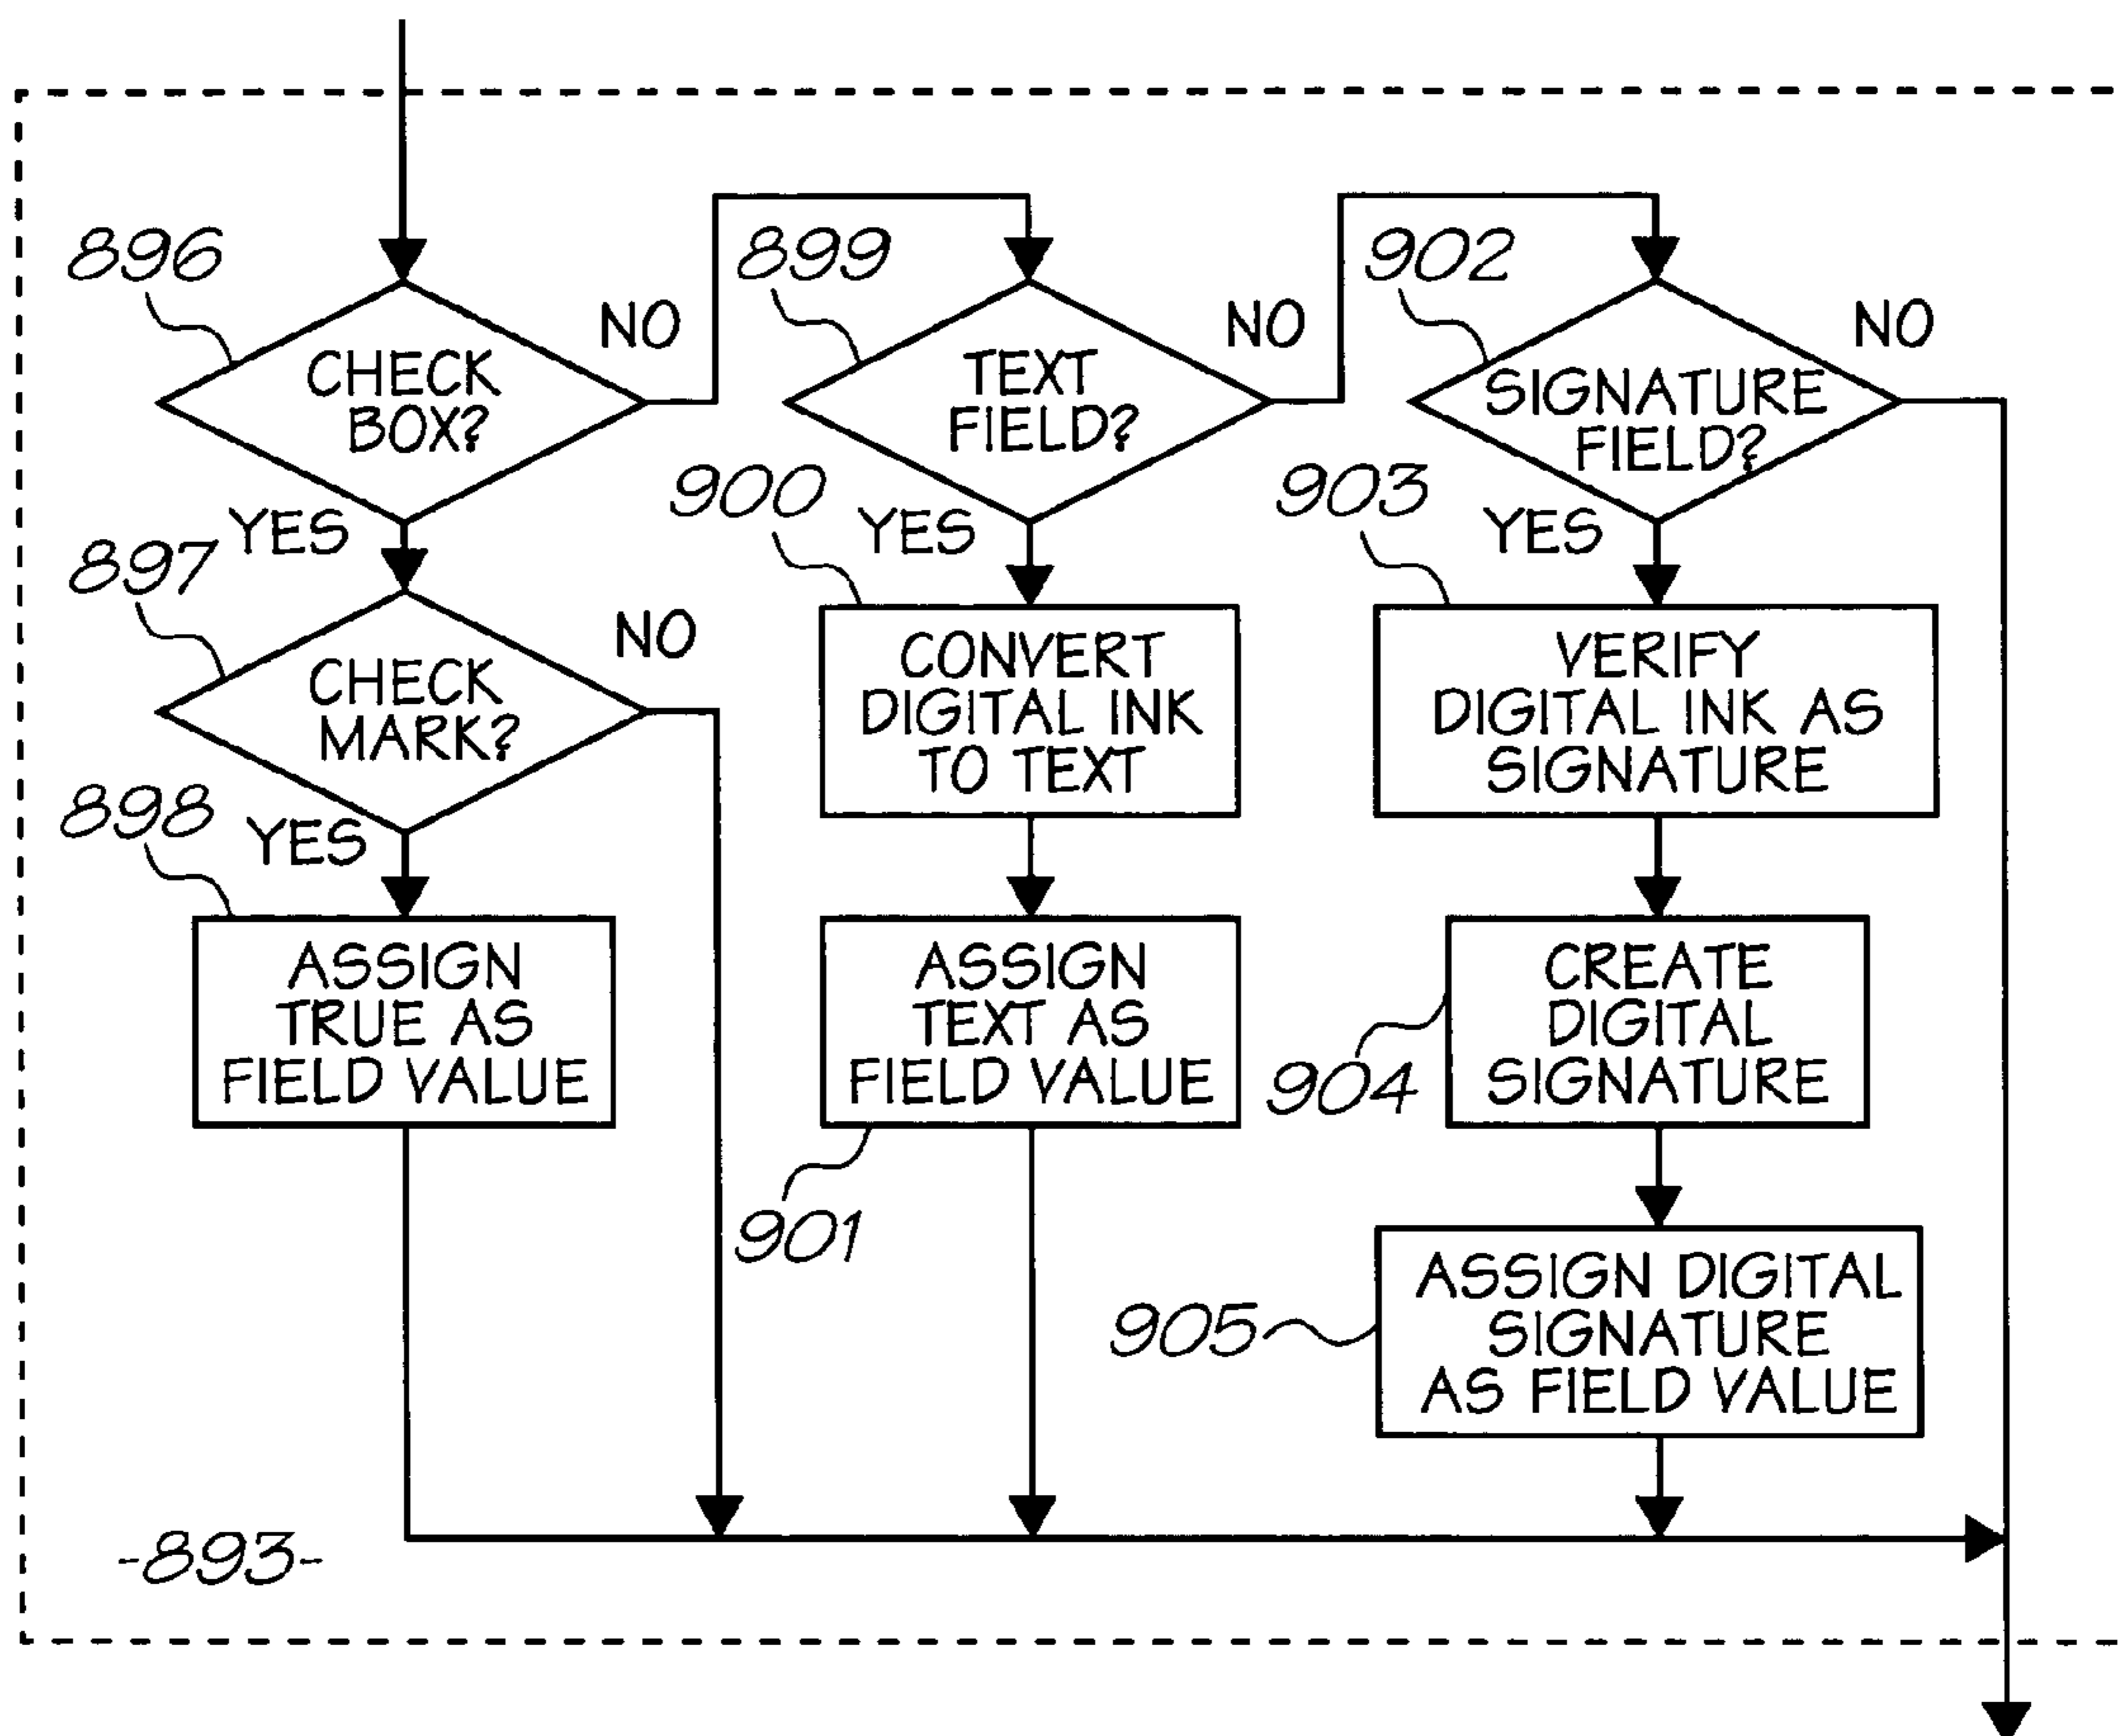 896
CHECK
BOX?
NO
YES
897
CHECK
MARK?
NO
YES
898
ASSIGN
TRUE AS
FIELD VALUE
899
TEXT
FIELD?
NO
YES
900
CONVERT
DIGITAL INK
TO TEXT
ASSIGN
TEXT AS
FIELD VALUE
901
902
SIGNATURE
FIELD?
NO
YES
903
VERIFY
DIGITAL INK AS
SIGNATURE
CREATE
DIGITAL
SIGNATURE
904
ASSIGN DIGITAL
SIGNATURE
AS FIELD VALUE
905
-893-